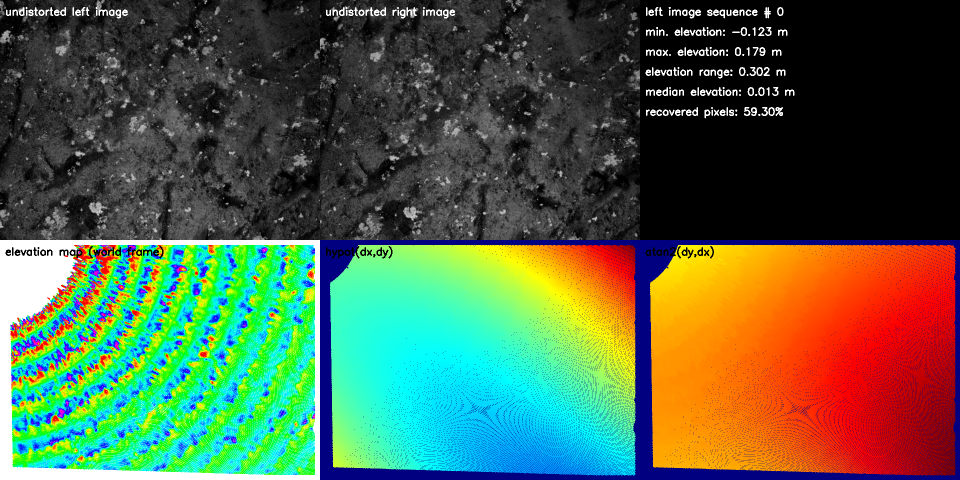 undistorted left image
undistorted right image
left image sequence # 0
min. elevation: -0.123 m
max. elevation: 0.179 m
elevation range: 0.302 m
median elevation: 0.013 m
recovered pixels: 59.30%
elevation map (world frame)
hypot(dx,dy)
atan2(dy,dx)